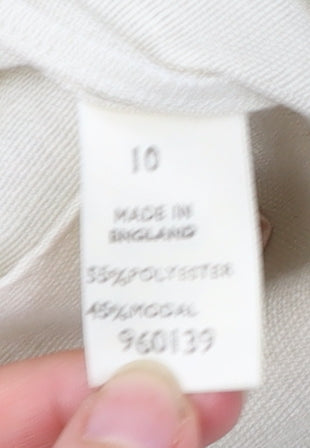 10
MADE IN
ENGLAND
55%POLYESTER
45%MODAL
960139